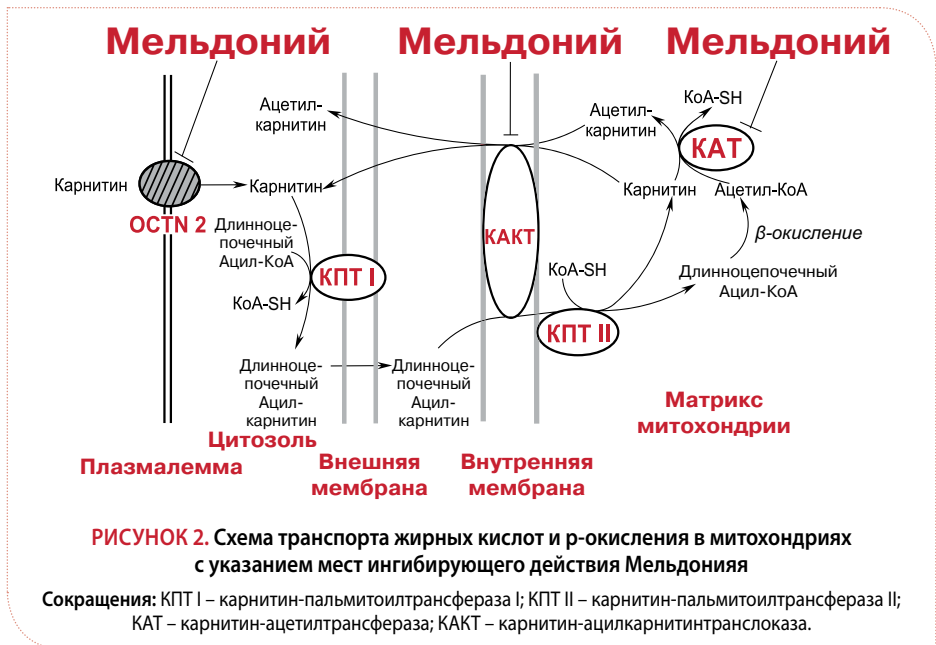 Мельдоний
Мельдоний
Мельдоний
Ацетил-
карнитин
Ацетил-
карнитин
КоА-SH
КАТ
Карнитин
Карнитин
Карнитин
Ацетил-КоА
OCTN 2
Длинноце-
почечный
Ацил-КоА
КАКТ
β-окисление
КПТ I
КоА-SH
КоА-SH
Длинноцепочечный
Ацил-КоА
КПТ II
Длинноце-
почечный
Ацил-
карнитин
Длинноце-
почечный
Ацил-
карнитин
Матрикс
митохондрии
Цитозоль
Плазмалемма
Внешняя
мембрана
Внутренняя
мембрана
РИСУНОК 2. Схема транспорта жирных кислот и р-окисления в митохондриях
с указанием мест ингибирующего действия Мельдонияя
Сокращения: КПТ I – карнитин-пальмитоилтрансфераза I; КПТ II – карнитин-пальмитоилтрансфераза II;
КАТ – карнитин-ацетилтрансфераза; КАКТ – карнитин-ацилкарнитинтранслоказа.